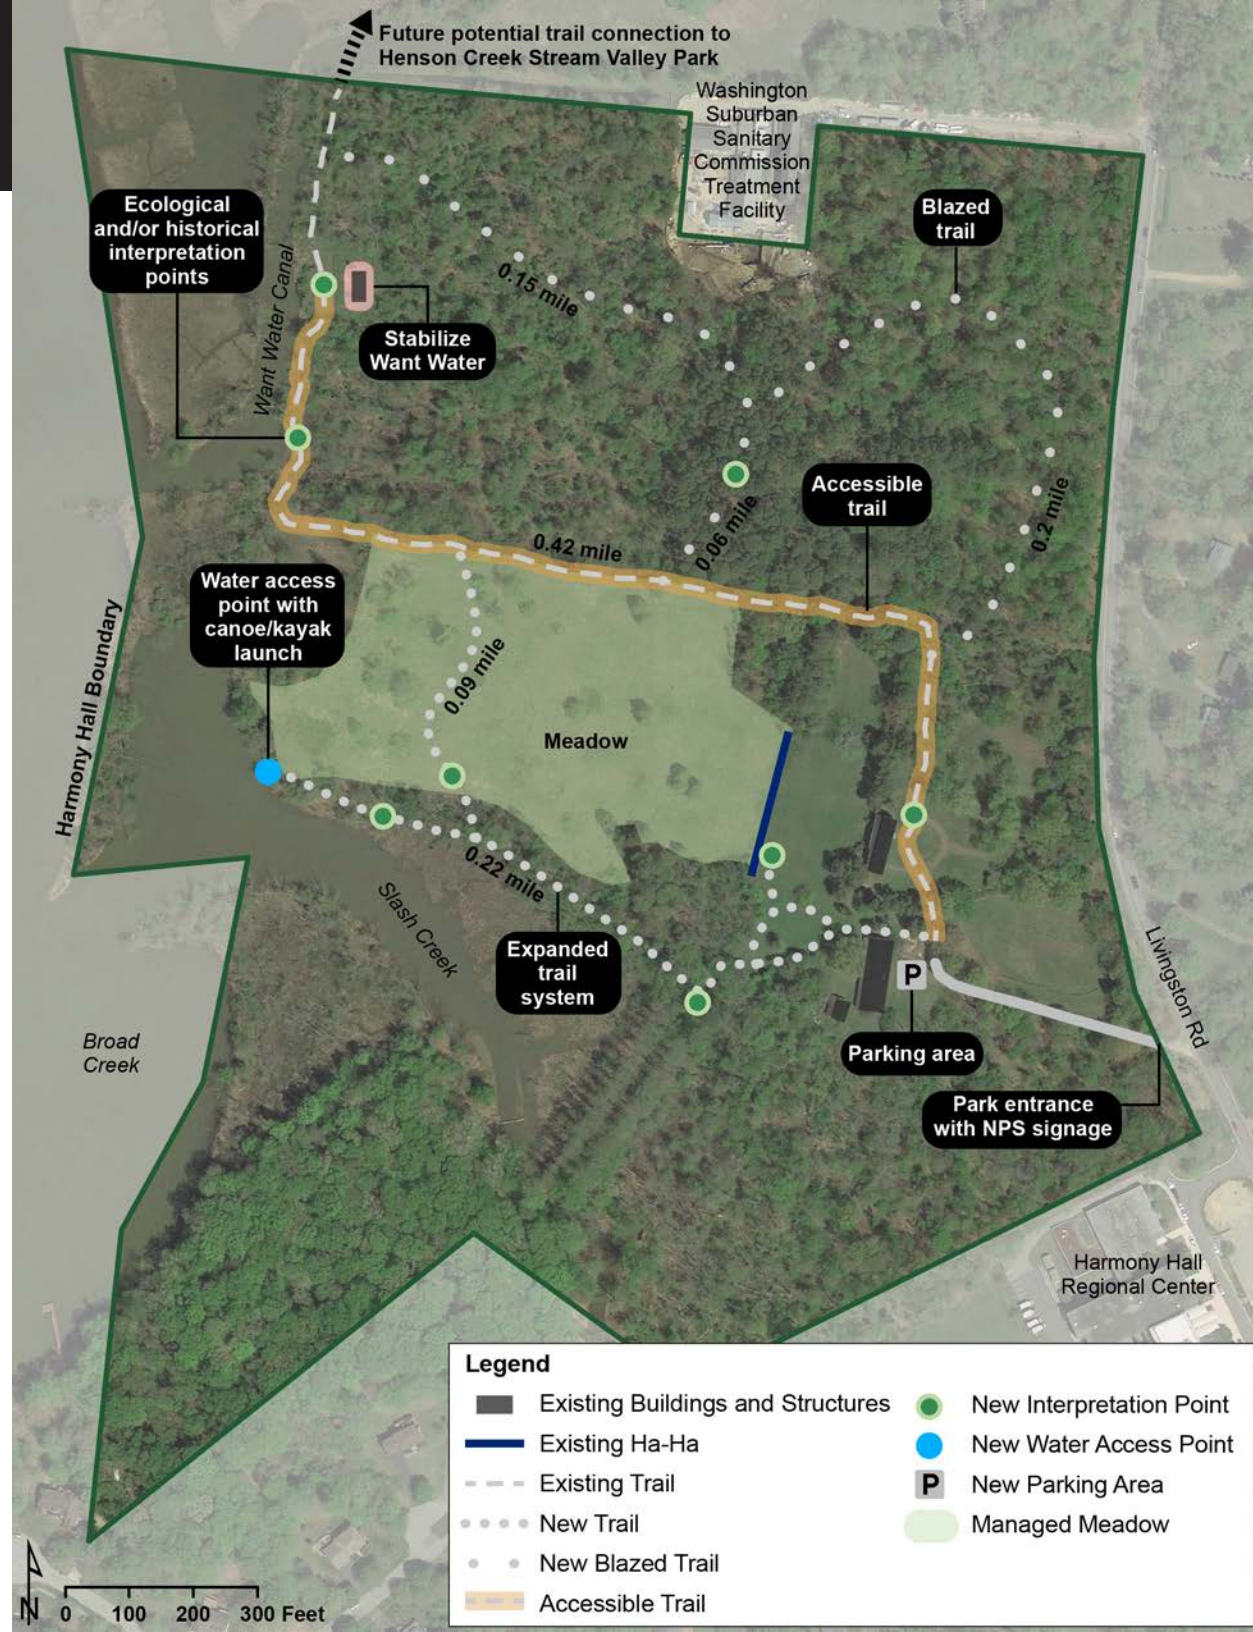 Future potential trail connection to
Henson Creek Stream Valley Park
Washington
Suburban
Sanitary
Commission
Treatment
Facility
Ecological
and/or historical
interpretation
points
Blazed
trail
Want Water Canal
0.15 mile
Stabilize
Want Water
Accessible
trail
0.2 mile
0.06 mile
0.42 mile
Water access
point with
canoe/kayak
launch
Harmony Hall Boundary
0.09 mile
Meadow
0.22 mile
Slash Creek
Expanded
trail
system
P
Livingston Rd
Broad
Creek
Parking area
Park entrance
with NPS signage
Harmony Hall
Regional Center
Legend
Existing Buildings and Structures
Existing Ha-Ha
Existing Trail
New Trail
New Blazed Trail
Accessible Trail
New Interpretation Point
New Water Access Point
P New Parking Area
Managed Meadow
N
0 100 200 300 Feet